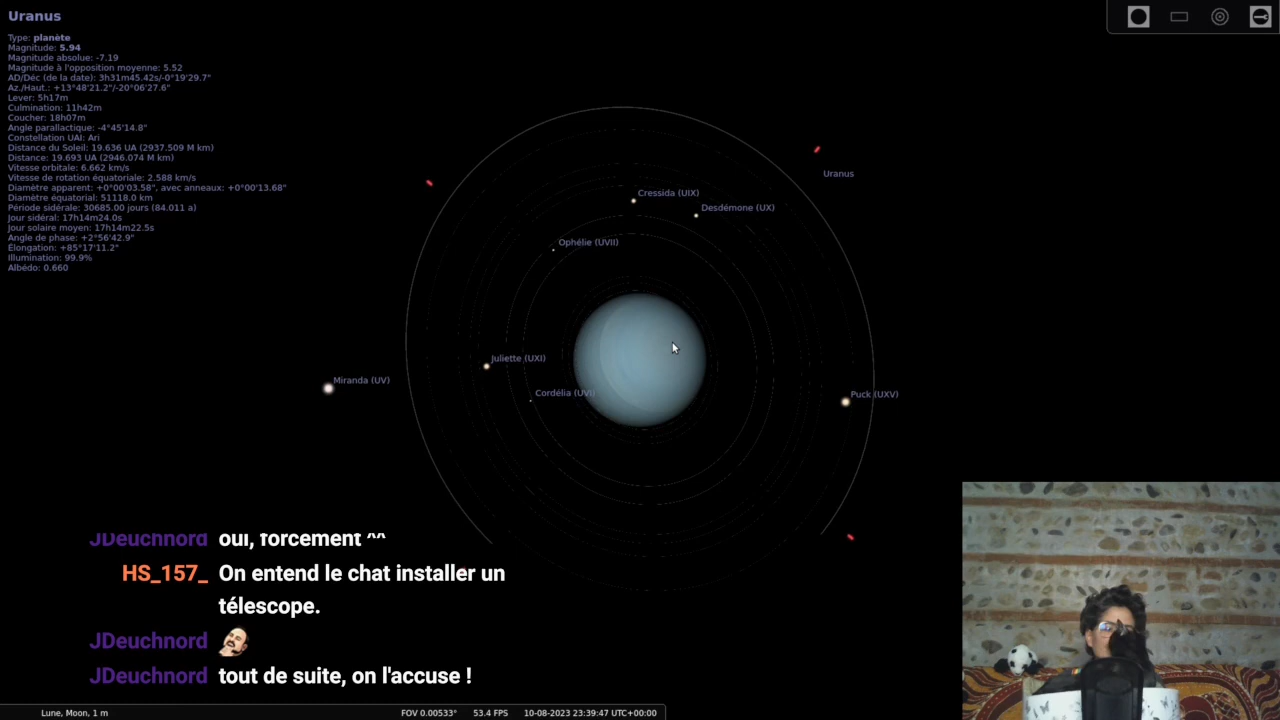 Uranus
Type: planète
Magnitude: 5.94
Magnitude absolue: -7.19
Magnitude à l'opposition moyenne: 5.52
AD/Déc (de la date): 3h31m45.42s/-0°19'29.7"
Az./Haut.: +13°48'21.2"/-20°06'27.6"
Lever: 5h17m
Culmination: 11h42m
Coucher: 18h07m
Angle parallactique: -4°45'14.8"
Constellation UAI: Ari
Distance du Soleil: 19.636 UA (2937.509 M km)
Distance: 19.693 UA (2946.074 M km)
Vitesse orbitale: 6.662 km/s
Vitesse de rotation équatoriale: 2.588 km/s
Diamètre apparent: +0°00'03.58", avec anneaux: +0°00'13.68"
Diamètre équatorial: 51118.0 km
Période sidérale: 30685.00 jours (84.011 a)
Jour sidéral: 17h14m24.0s
Jour solaire moyen: 17h14m22.5s
Angle de phase: +2°56'42.9"
Élongation: +85°17'11.2"
Illumination: 99.9%
Albédo: 0.660
Uranus
Cressida (UIX)
Desdémone (UX)
Ophélie (UVII)
Juliette (UXI)
Miranda (UV)
Cordélia (UVI)
Puck (UXV)
JDeuchnord oui, forcement ^^
HS_157_ On entend le chat installer un
télescope.
JDeuchnord
JDeuchnord tout de suite, on l'accuse !
Lune, Moon, 1 m FOV 0.00533° 53.4 FPS 10-08-2023 23:39:47 UTC+00:00